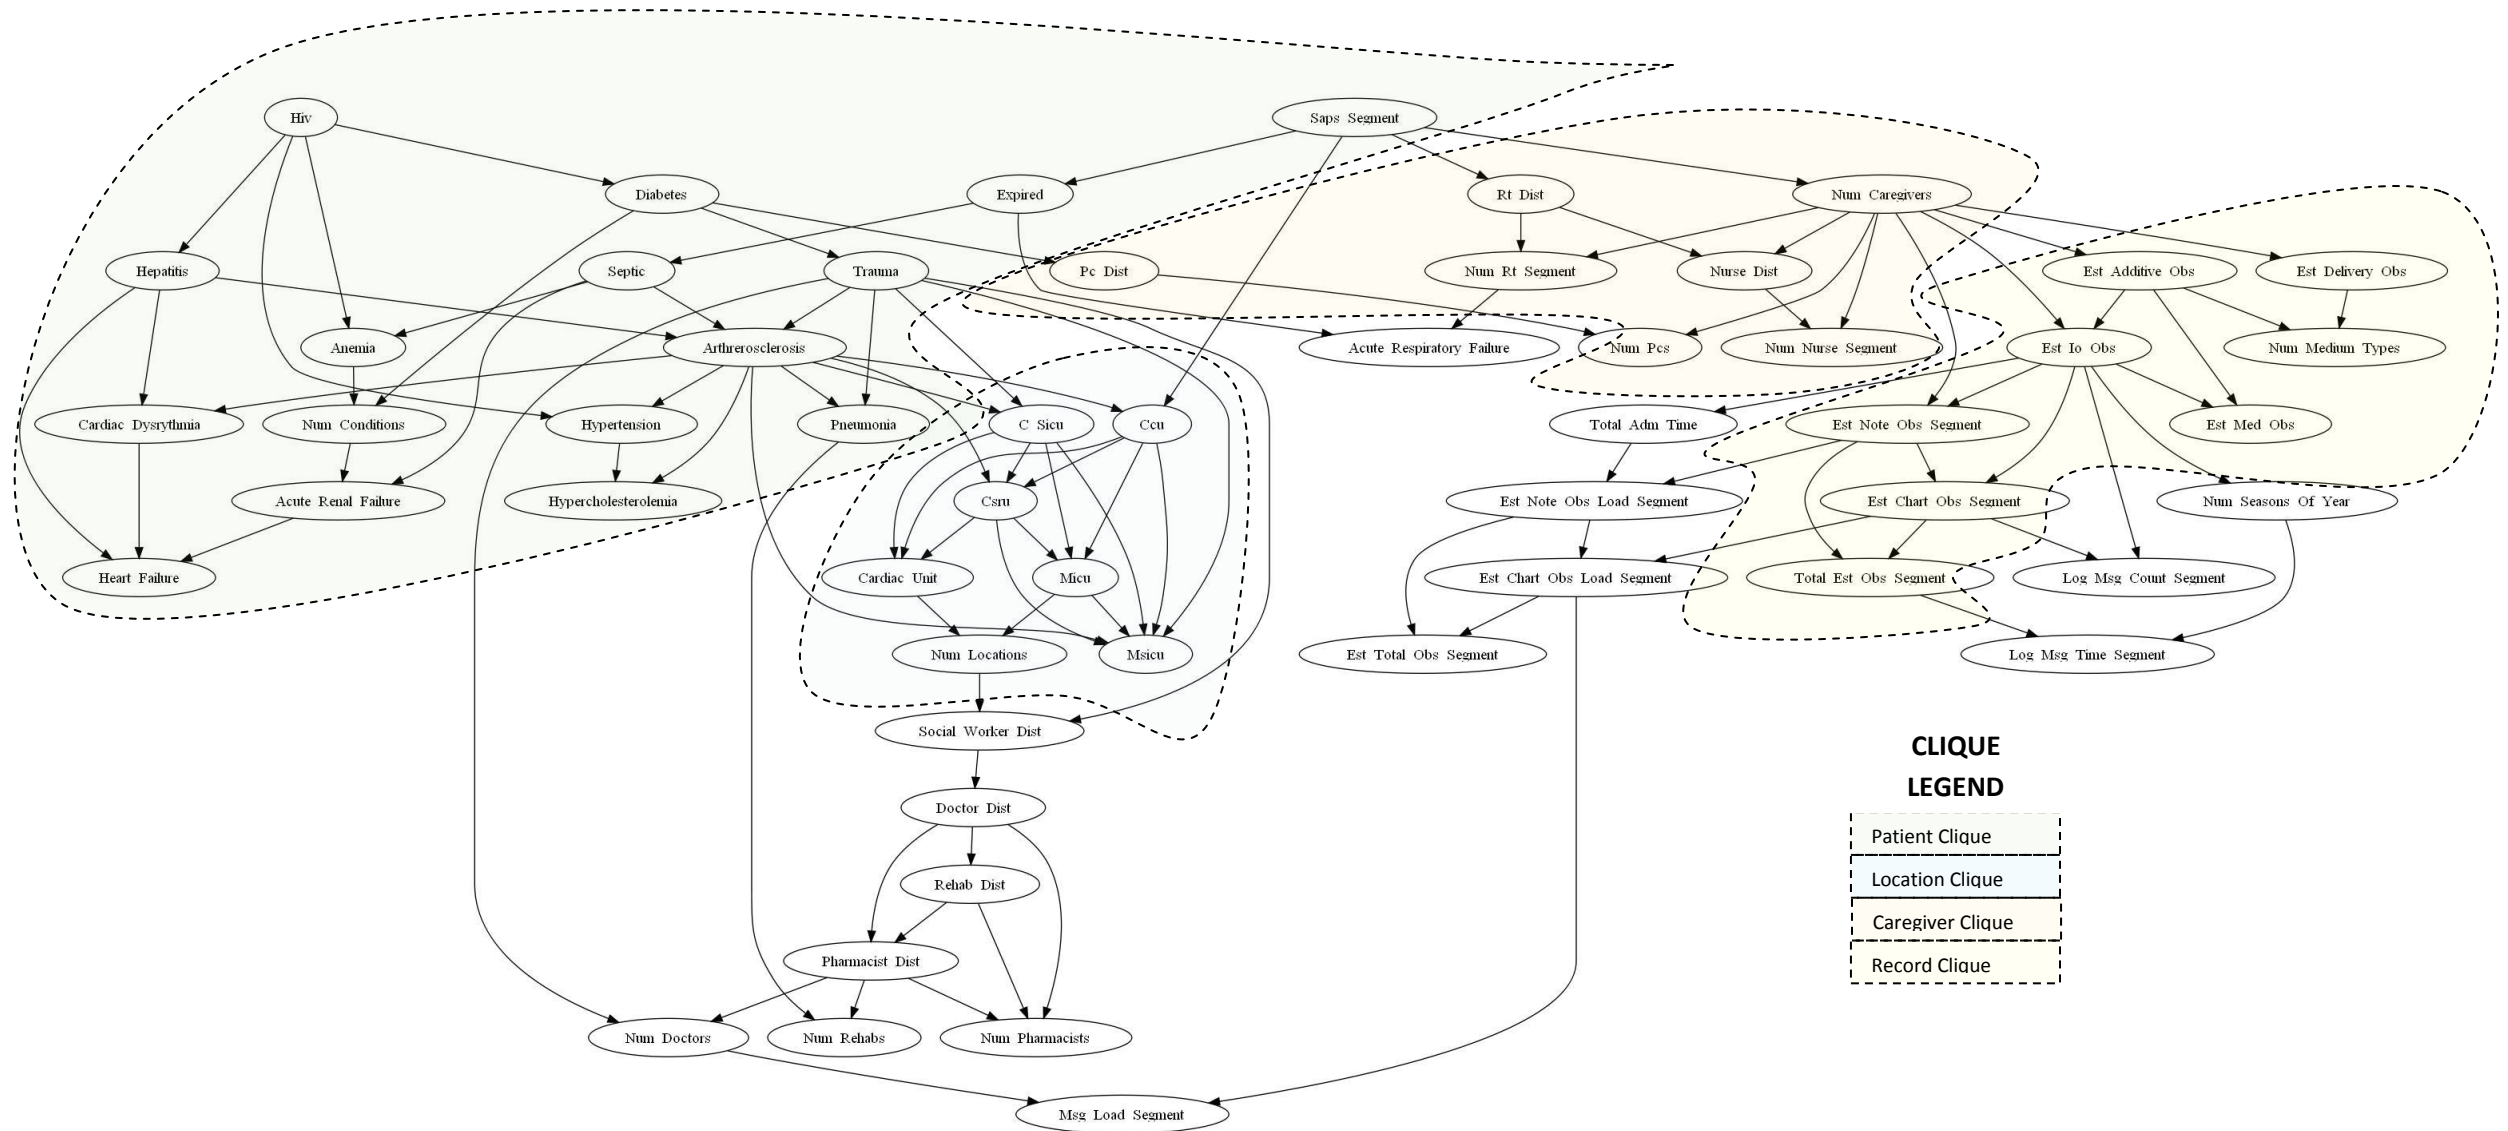 Hiv
Saps Segment
Diabetes
Expired
Rt Dist
Num Caregivers
Hepatitis
Septic
Trauma
Pc Dist
Num Rt Segment
Nurse Dist
Est Additive Obs
Est Delivery Obs
Anemia
Arthrerosclerosis
Acute Respiratory Failure
Num Pcs
Num Nurse Segment
Est Io Obs
Num Medium Types
Cardiac Dysrythmia
Num Conditions
Hypertension
Pneumonia
C Sicu
Ccu
Total Adm Time
Est Note Obs Segment
Est Med Obs
Acute Renal Failure
Hypercholesterolemia
Csru
Est Note Obs Load Segment
Est Chart Obs Segment
Num Seasons Of Year
Heart Failure
Cardiac Unit
Micu
Est Chart Obs Load Segment
Total Est Obs Segment
Log Msg Count Segment
Num Locations
Msicu
Est Total Obs Segment
Log Msg Time Segment
Social Worker Dist
Doctor Dist
Rehab Dist
Pharmacist Dist
Num Doctors
Num Rehabs
Num Pharmacists
Msg Load Segment
CLIQUE
LEGEND
Patient Clique
Location Clique
Caregiver Clique
Record Clique